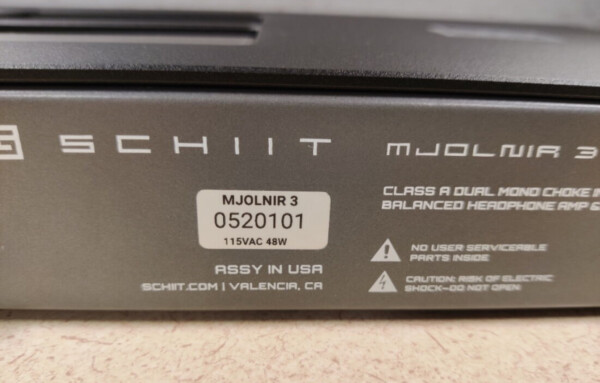 SCHIIT
MJOLNIR 3
MJOLNIR 3
0520101
115VAC 48W
CLASS A DUAL MONO CHOKE
BALANCED HEADPHONE AMP &
NO USER SERVICEABLE
PARTS INSIDE
ASSY IN USA
CAUTION: RISK OF ELECTRIC
SHOCK—DO NOT OPEN
SCHIIT.COM | VALENCIA, CA